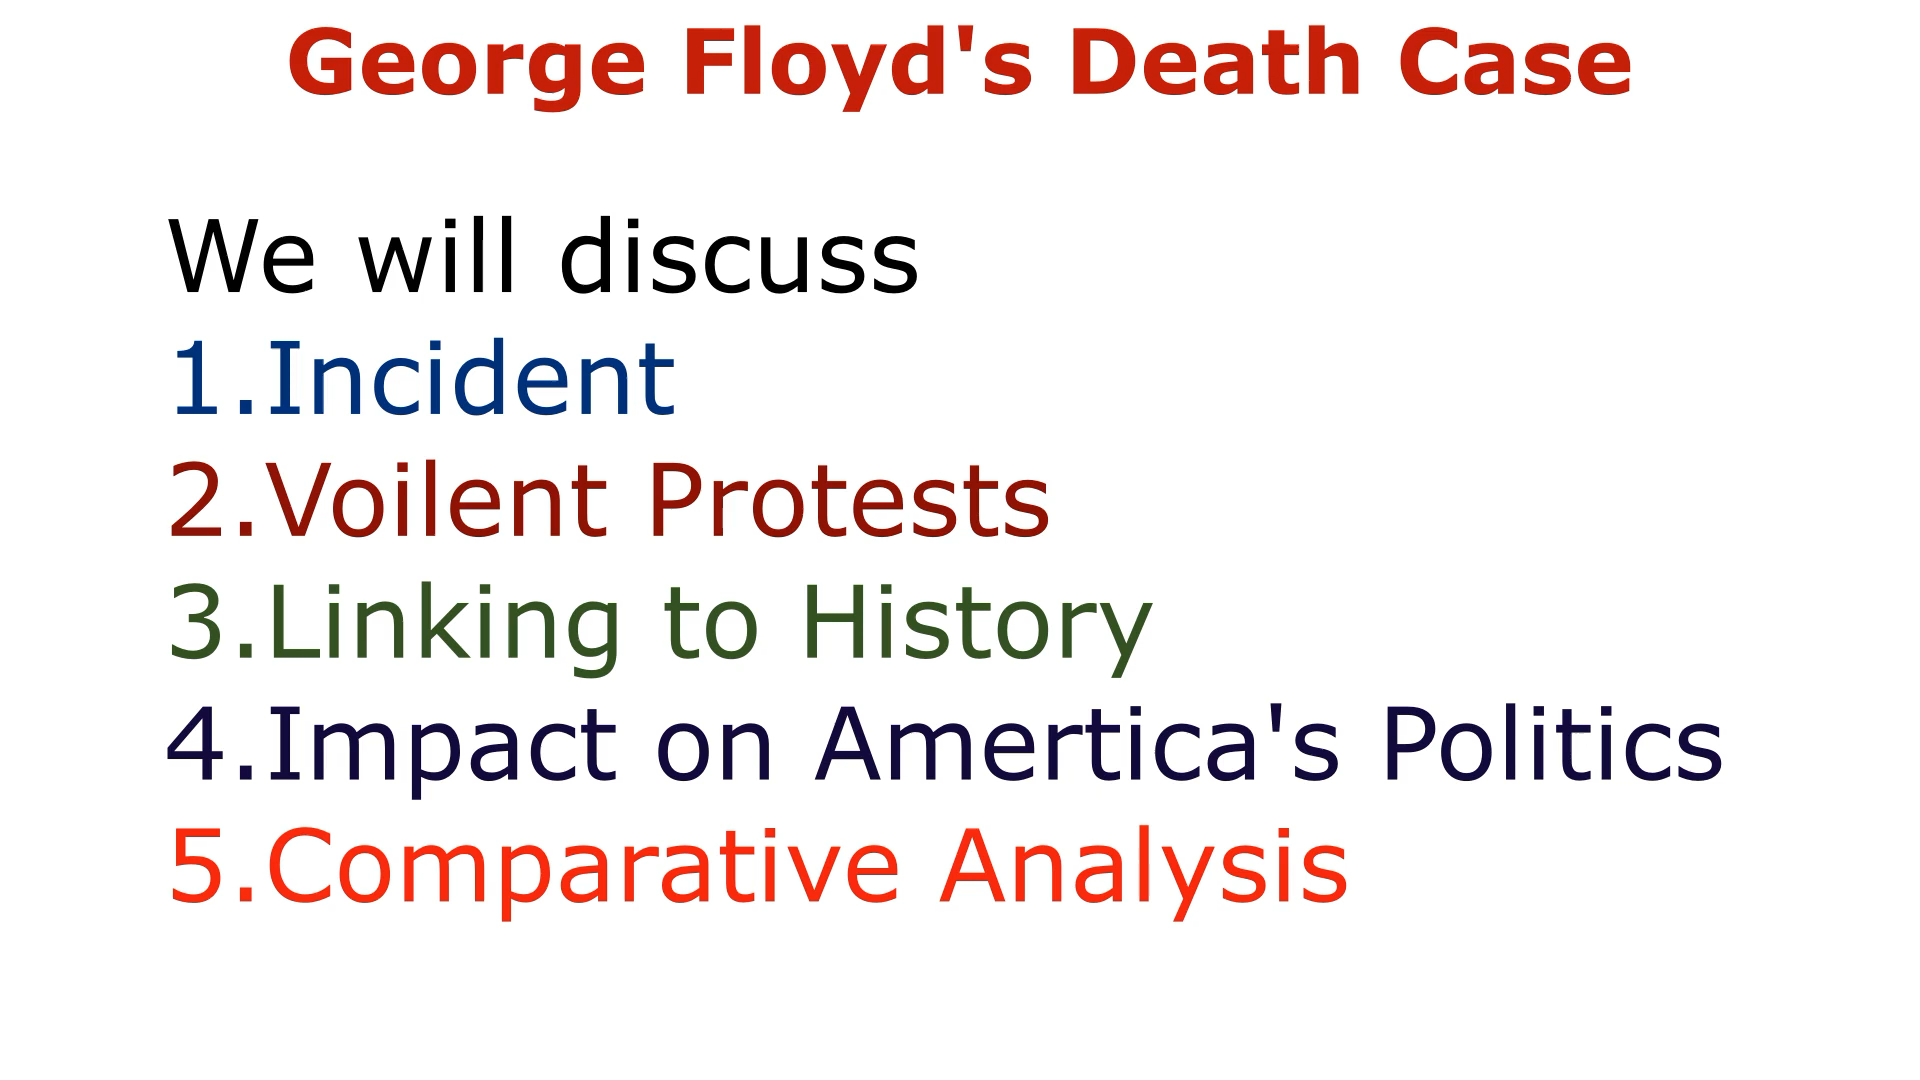 George Floyd's Death Case
We will discuss
1.Incident
2.Voilent Protests
3.Linking to History
4.Impact on Amertica's Politics
5.Comparative Analysis